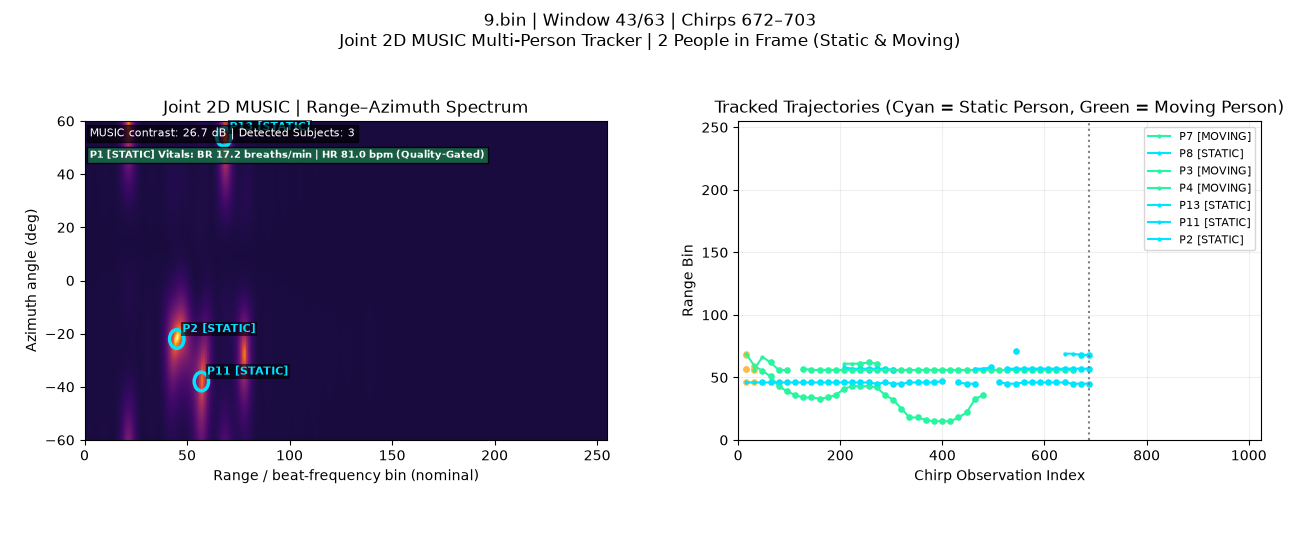 9.bin | Window 43/63 | Chirps 672–703
Joint 2D MUSIC Multi-Person Tracker | 2 People in Frame (Static & Moving)
Joint 2D MUSIC | Range–Azimuth Spectrum
P13 [STATIC]
MUSIC contrast: 26.7 dB | Detected Subjects: 3
P1 [STATIC] Vitals: BR 17.2 breaths/min | HR 81.0 bpm (Quality-Gated)
P2 [STATIC]
P11 [STATIC]
60
40
20
0
−20
−40
−60
Azimuth angle (deg)
0 50 100 150 200 250
Range / beat-frequency bin (nominal)
Tracked Trajectories (Cyan = Static Person, Green = Moving Person)
P7 [MOVING]
P8 [STATIC]
P3 [MOVING]
P4 [MOVING]
P13 [STATIC]
P11 [STATIC]
P2 [STATIC]
250
200
150
100
50
0
Range Bin
0 200 400 600 800 1000
Chirp Observation Index